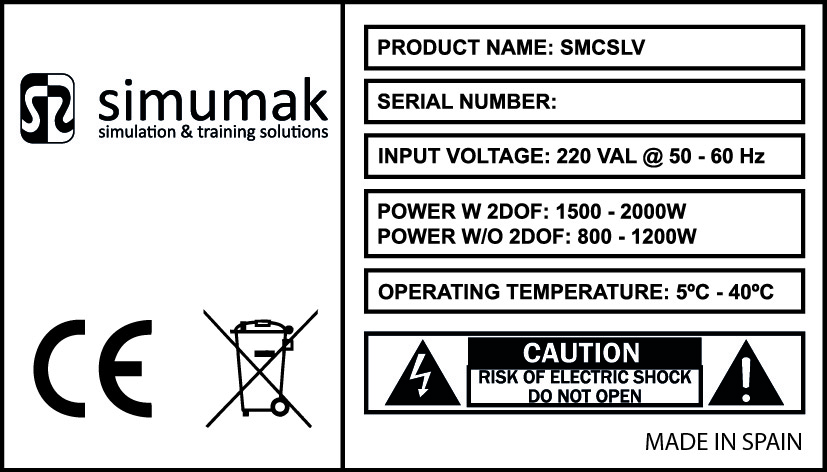 simumak
simulation & training solutions
CE
PRODUCT NAME: SMCSLV
SERIAL NUMBER:
INPUT VOLTAGE: 220 VAL @ 50 - 60 Hz
POWER W 2DOF: 1500 - 2000W
POWER W/O 2DOF: 800 - 1200W
OPERATING TEMPERATURE: 5ºC - 40ºC
CAUTION
RISK OF ELECTRIC SHOCK
DO NOT OPEN
MADE IN SPAIN